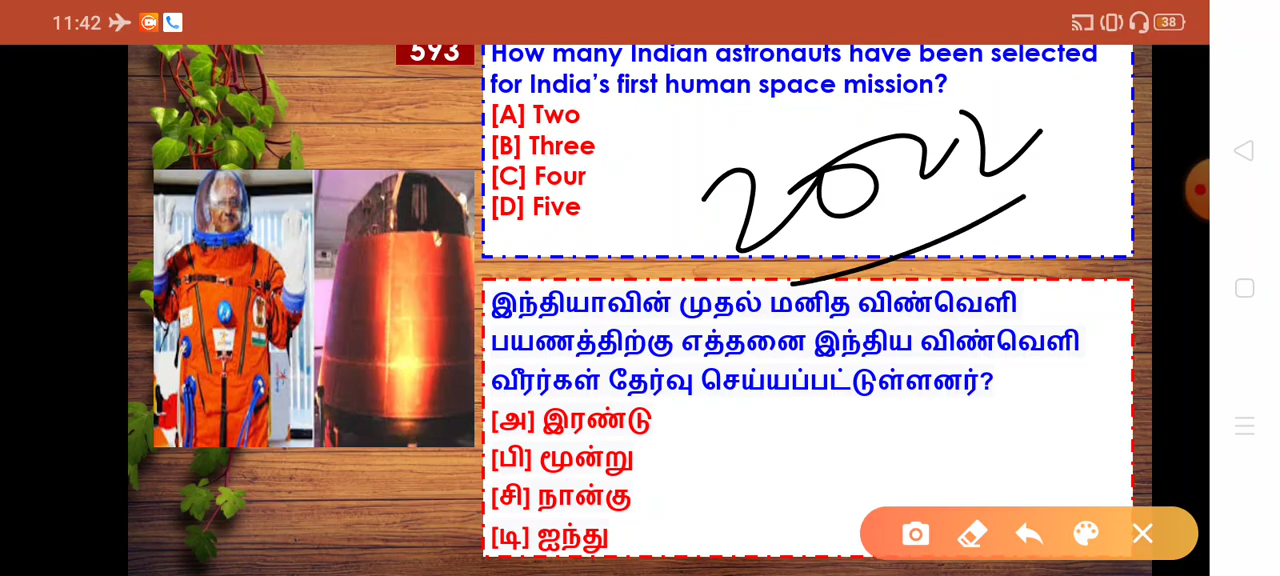 11:42
38
593
How many Indian astronauts have been selected
for India's first human space mission?
[A] Two
[B] Three
[C] Four
[D] Five
இந்தியாவின் முதல் மனித விண்வெளி
பயணத்திற்கு எத்தனை இந்திய விண்வெளி
வீரர்கள் தேர்வு செய்யப்பட்டுள்ளனர்?
[அ] இரண்டு
[பி] மூன்று
[சி] நான்கு
[டி] ஐந்து